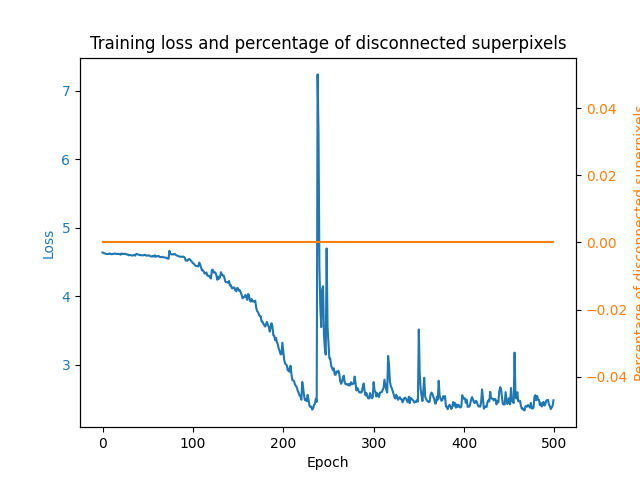 Training loss and percentage of disconnected superpixels
7
6
5
4
3
Loss
0.04
0.02
0.00
−0.02
−0.04
Percentage of disconnected superpixels
0 100 200 300 400 500
Epoch